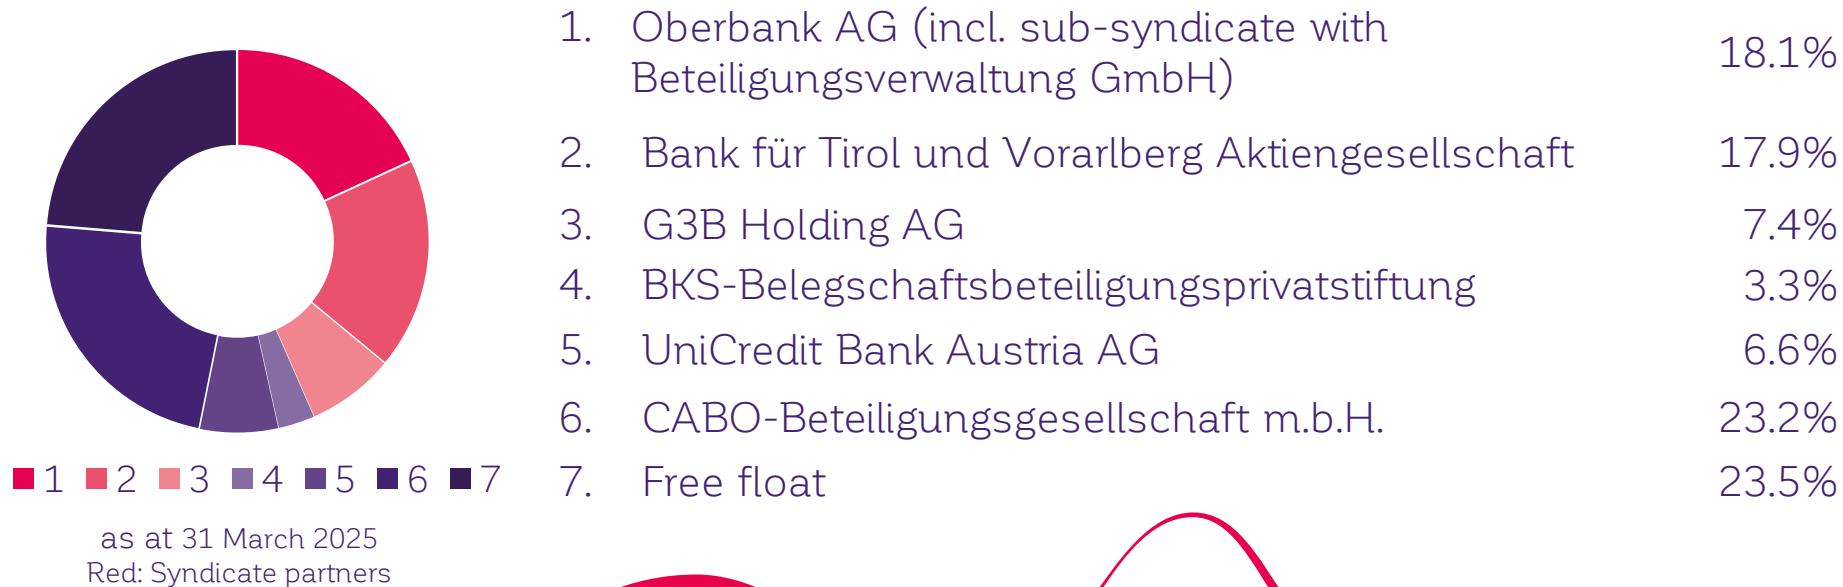 1. Oberbank AG (incl. sub-syndicate with
Beteiligungsverwaltung GmbH) 18.1%
2. Bank für Tirol und Vorarlberg Aktiengesellschaft 17.9%
3. G3B Holding AG 7.4%
4. BKS-Belegschaftsbeteiligungsprivatstiftung 3.3%
5. UniCredit Bank Austria AG 6.6%
6. CABO-Beteiligungsgesellschaft m.b.H. 23.2%
7. Free float 23.5%
1 2 3 4 5 6 7
as at 31 March 2025
Red: Syndicate partners